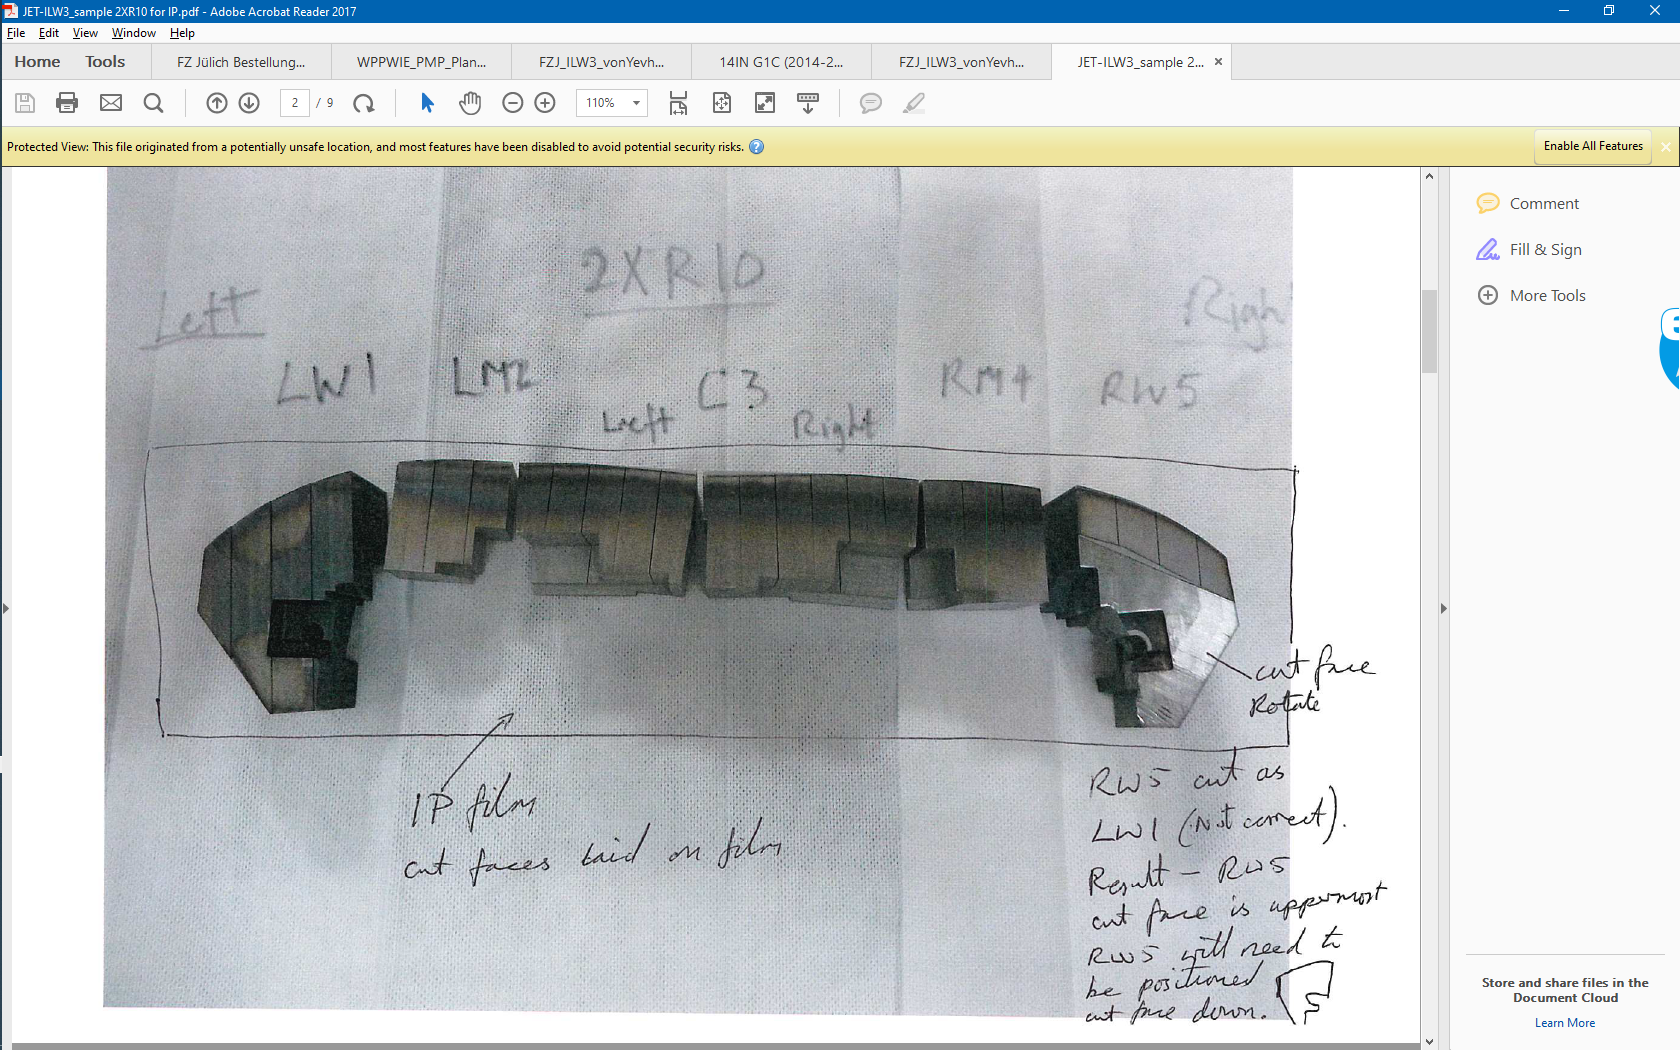 JET-ILW3_sample 2XR10 for IP.pdf - Adobe Acrobat Reader 2017
File Edit View Window Help
Home Tools FZ Jülich Bestellung... WPPWIE_PMP_Plan... FZJ_ILW3_vonYevh... 14IN G1C (2014-2... FZJ_ILW3_vonYevh... JET-ILW3_sample 2... ×
2 / 9 110%
Protected View: This file originated from a potentially unsafe location, and most features have been disabled to avoid potential security risks. ?
Enable All Features
Comment
Fill & Sign
More Tools
2XR10
Left
Righ
LW1 LM2 C3 RM4 RW5
Left Right
cut face
Rotate
IP film
cut faces laid on film
RW5 cut as
LW1 (Not correct).
Result - RW5
cut face is uppermost
RW5 will need to
be positioned
cut face down.
Store and share files in the
Document Cloud
Learn More